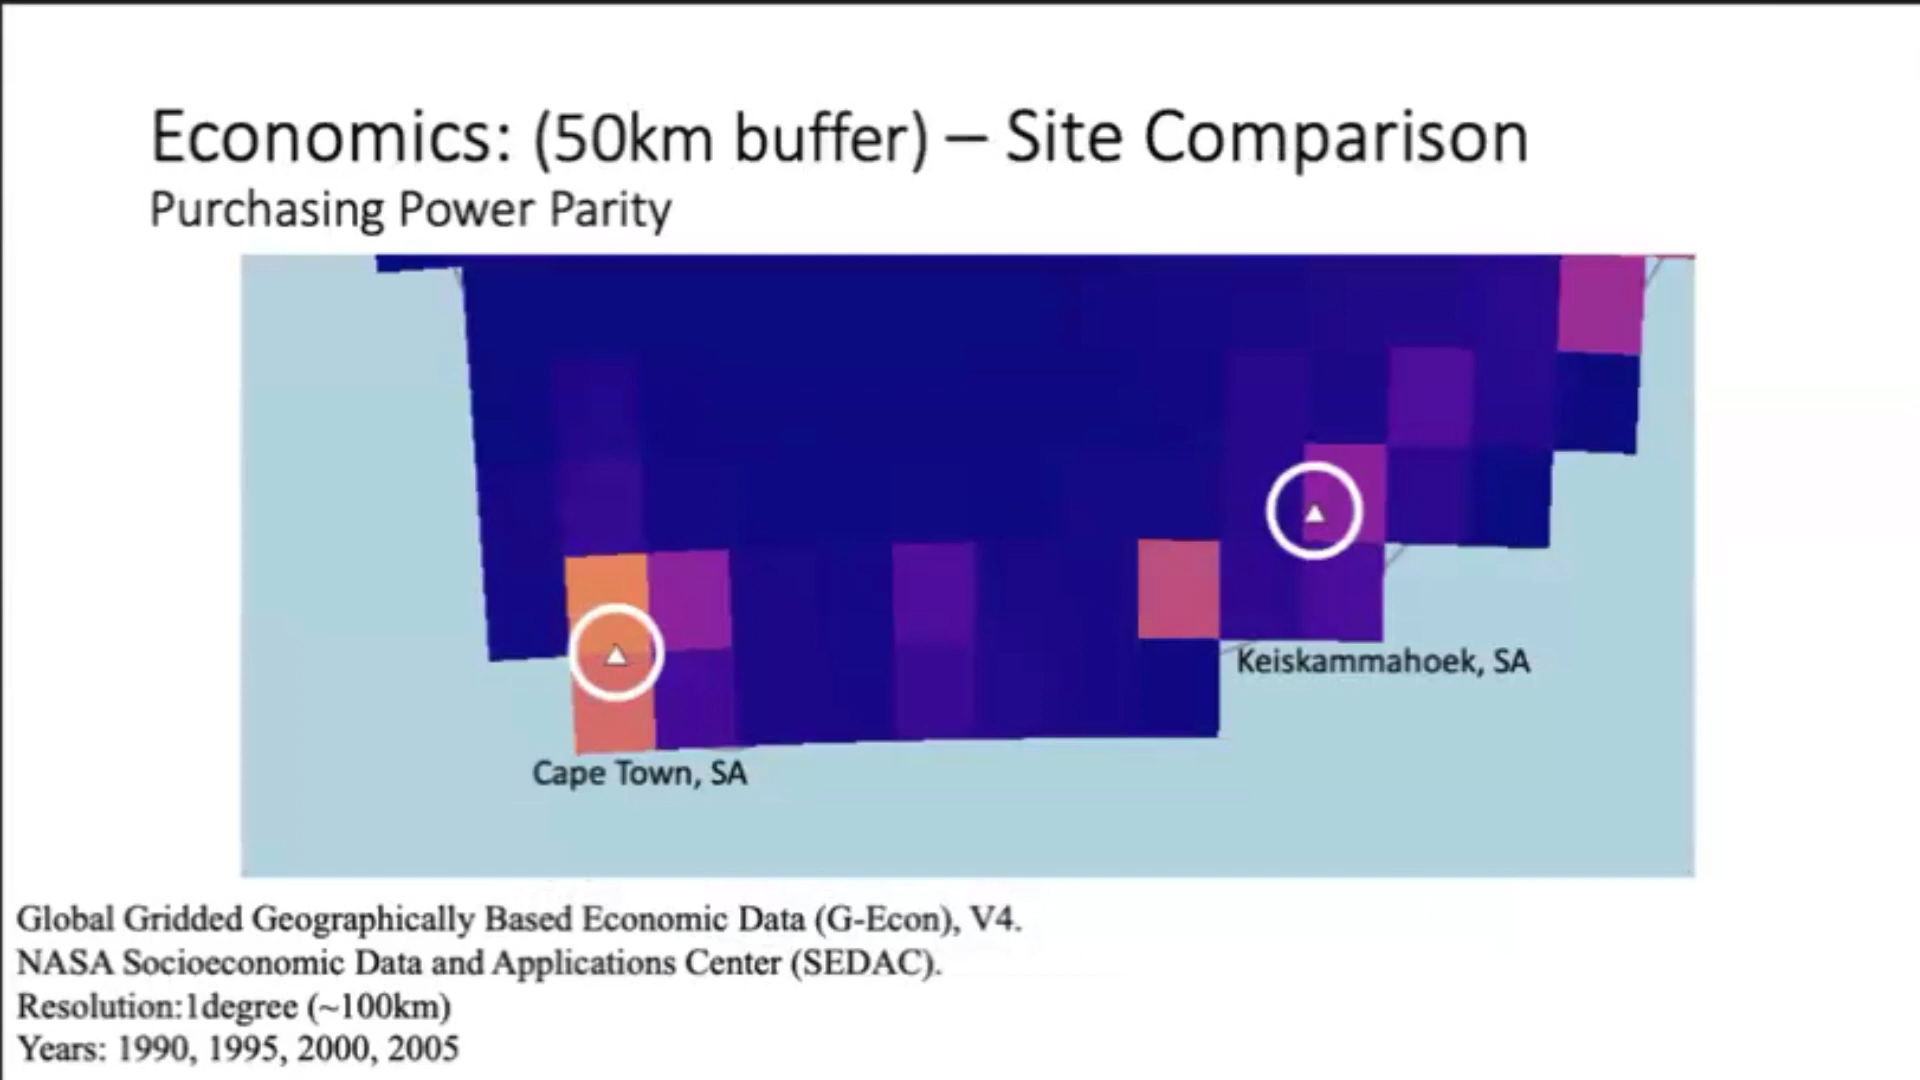 Economics: (50km buffer) – Site Comparison
Purchasing Power Parity
Keiskammahoek, SA
Cape Town, SA
Global Gridded Geographically Based Economic Data (G-Econ), V4.
NASA Socioeconomic Data and Applications Center (SEDAC).
Resolution:1degree (~100km)
Years: 1990, 1995, 2000, 2005